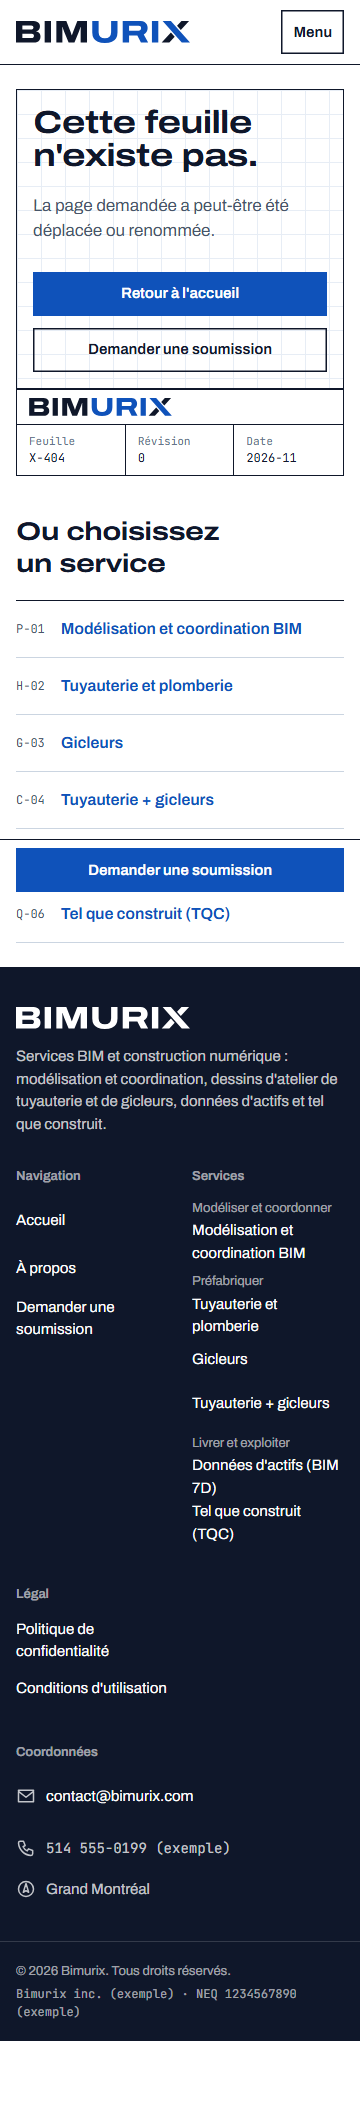 BIMURIX
Menu
Cette feuille
n'existe pas.
La page demandée a peut-être été
déplacée ou renommée.
Retour à l'accueil
Demander une soumission
BIMURIX
Feuille
X-404
Révision
0
Date
2026-11
Ou choisissez
un service
P-01 Modélisation et coordination BIM
H-02 Tuyauterie et plomberie
G-03 Gicleurs
C-04 Tuyauterie + gicleurs
Demander une soumission
Q-06 Tel que construit (TQC)
BIMURIX
Services BIM et construction numérique :
modélisation et coordination, dessins d'atelier de
tuyauterie et de gicleurs, données d'actifs et tel
que construit.
Navigation
Accueil
À propos
Demander une
soumission
Services
Modéliser et coordonner
Modélisation et
coordination BIM
Préfabriquer
Tuyauterie et
plomberie
Gicleurs
Tuyauterie + gicleurs
Livrer et exploiter
Données d'actifs (BIM
7D)
Tel que construit
(TQC)
Légal
Politique de
confidentialité
Conditions d'utilisation
Coordonnées
contact@bimurix.com
514 555-0199 (exemple)
Grand Montréal
© 2026 Bimurix. Tous droits réservés.
Bimurix inc. (exemple) · NEQ 1234567890
(exemple)